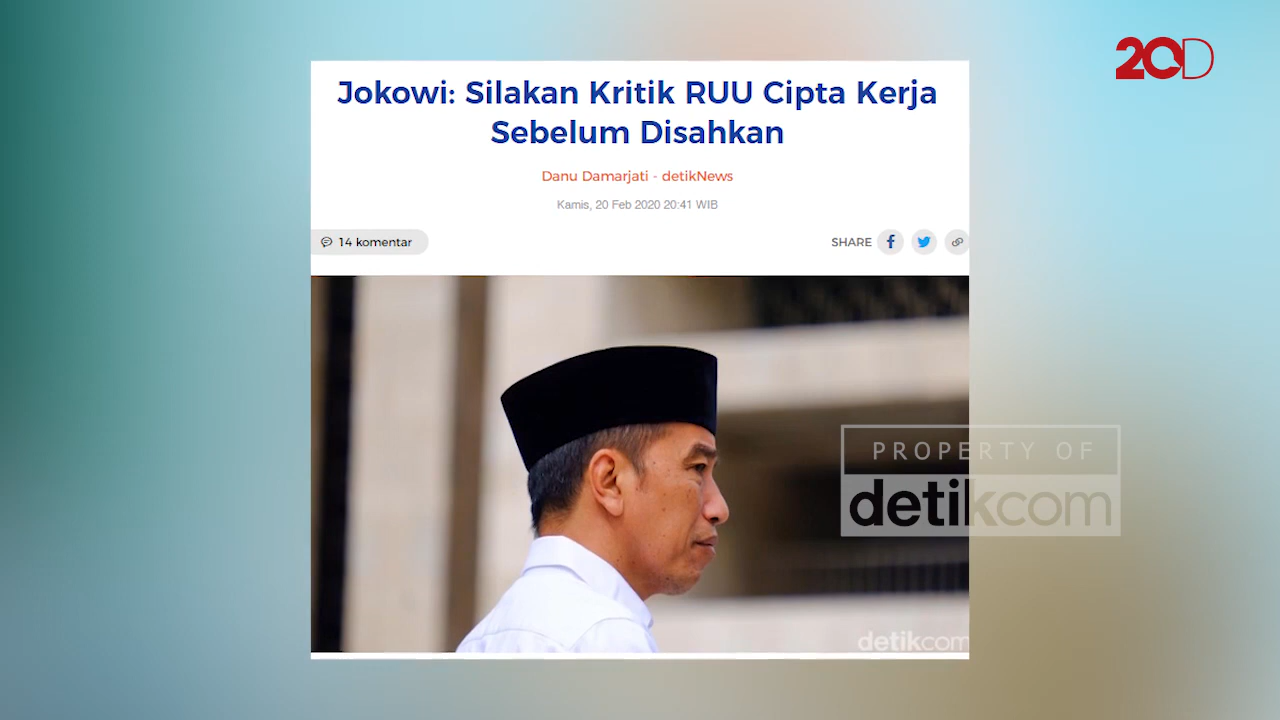 20D
Jokowi: Silakan Kritik RUU Cipta Kerja
Sebelum Disahkan
Danu Damarjati - detikNews
Kamis, 20 Feb 2020 20:41 WIB
14 komentar
SHARE
PROPERTY OF
detikcom
detikcom